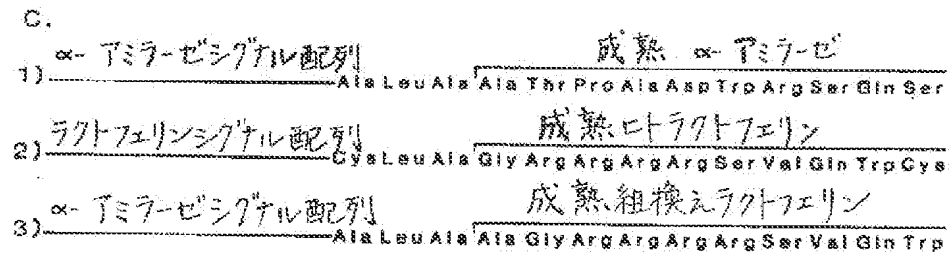 C.
α- アミラーゼシグナル配列 成熟 α- アミラーゼ
1) Ala Leu Ala Ala Thr Pro Ala Asp Trp Arg Ser Gln Ser
ラクトフェリンシグナル配列 成熟ヒトラクトフェリン
2) Cys Leu Ala Gly Arg Arg Arg Arg Ser Val Gln Trp Cys
α- アミラーゼシグナル配列 成熟組換えラクトフェリン
3) Ala Leu Ala Ala Gly Arg Arg Arg Arg Ser Val Gln Trp